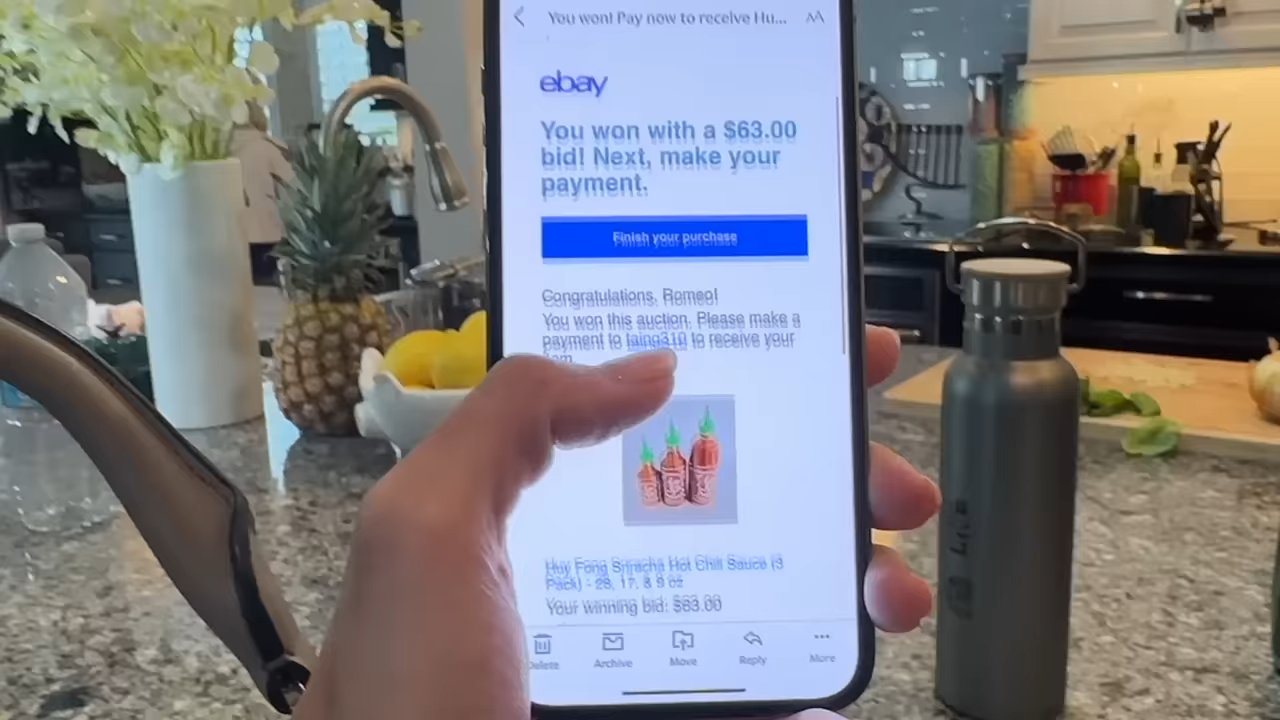 You won! Pay now to receive Hu...
AA
ebay
You won with a $63.00
bid! Next, make your
payment.
Finish your purchase
Congratulations, Romeo!
You won this auction. Please make a
payment to taing310 to receive your
Huy Fong Sriracha Hot Chili Sauce (3
Pack) - 28, 17, & 9 oz
Your winning bid: $63.00
Delete
Archive
Move
Reply
More